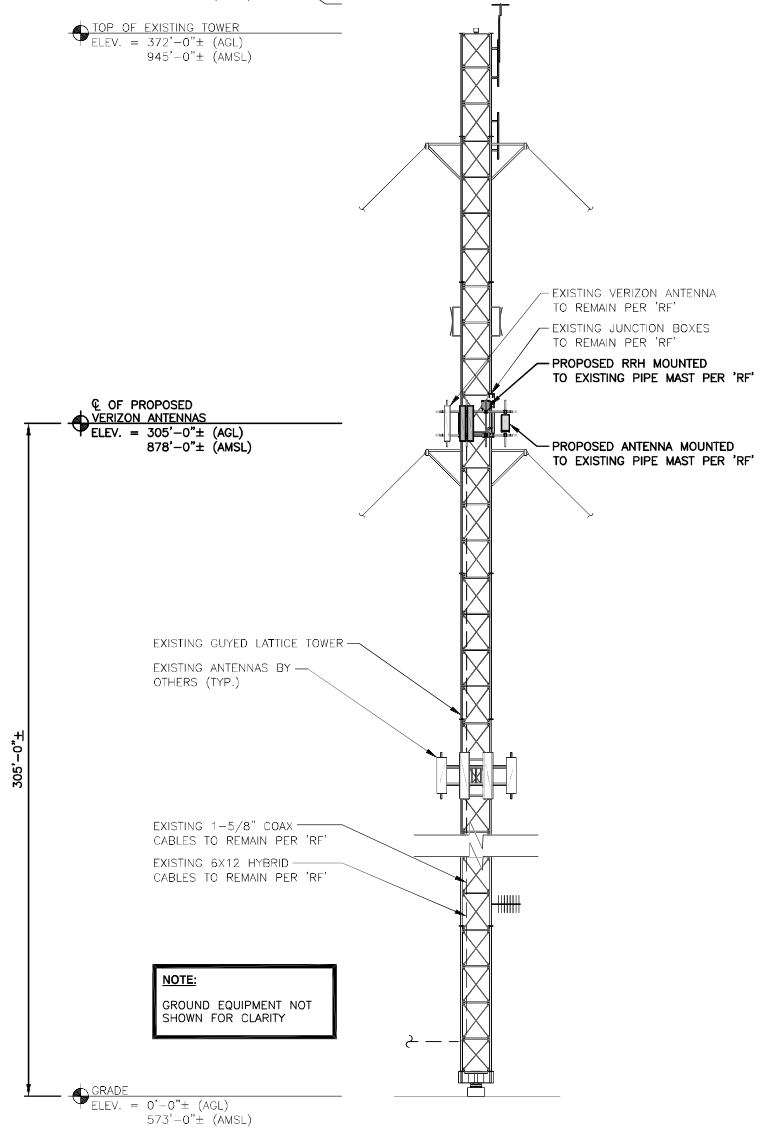 TOP OF EXISTING TOWER
ELEV. = 372'-0"± (AGL)
945'-0"± (AMSL)
EXISTING VERIZON ANTENNA
TO REMAIN PER 'RF'
EXISTING JUNCTION BOXES
TO REMAIN PER 'RF'
PROPOSED RRH MOUNTED
TO EXISTING PIPE MAST PER 'RF'
℄ OF PROPOSED
VERIZON ANTENNAS
ELEV. = 305'-0"± (AGL)
878'-0"± (AMSL)
PROPOSED ANTENNA MOUNTED
TO EXISTING PIPE MAST PER 'RF'
EXISTING GUYED LATTICE TOWER
EXISTING ANTENNAS BY
OTHERS (TYP.)
305'-0"±
EXISTING 1-5/8" COAX
CABLES TO REMAIN PER 'RF'
EXISTING 6X12 HYBRID
CABLES TO REMAIN PER 'RF'
NOTE:
GROUND EQUIPMENT NOT
SHOWN FOR CLARITY
GRADE
ELEV. = 0'-0"± (AGL)
573'-0"± (AMSL)